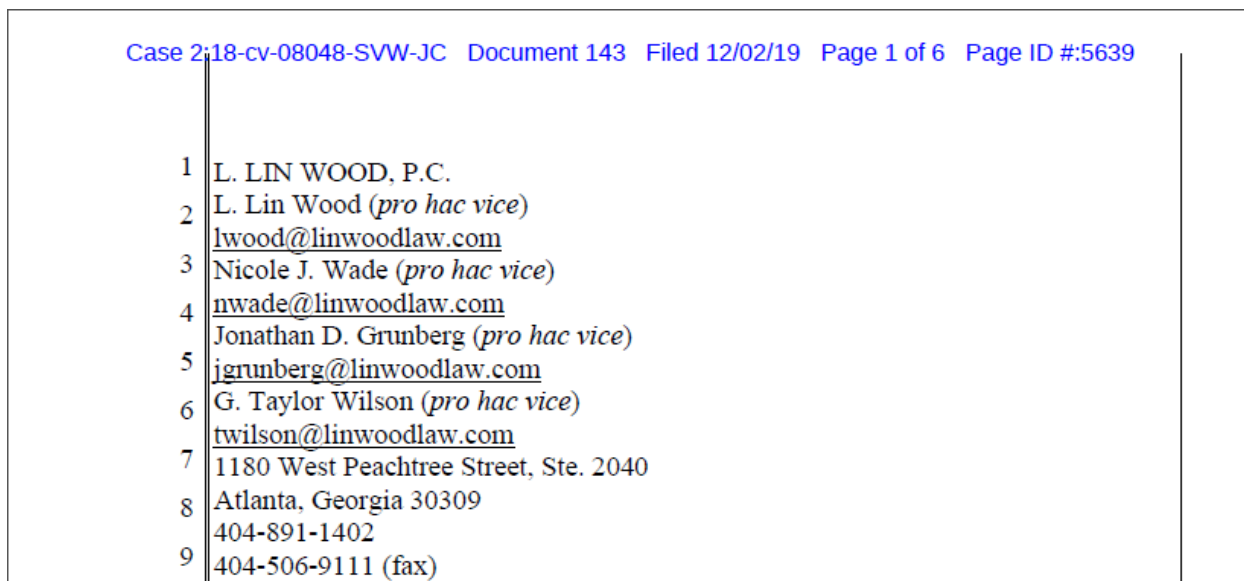 Case 2:18-cv-08048-SVW-JC Document 143 Filed 12/02/19 Page 1 of 6 Page ID #:5639
1 L. LIN WOOD, P.C.
L. Lin Wood (pro hac vice)
2
lwood@linwoodlaw.com
3 Nicole J. Wade (pro hac vice)
4 nwade@linwoodlaw.com
Jonathan D. Grunberg (pro hac vice)
5 jgrunberg@linwoodlaw.com
6 G. Taylor Wilson (pro hac vice)
twilson@linwoodlaw.com
7 1180 West Peachtree Street, Ste. 2040
8 Atlanta, Georgia 30309
404-891-1402
9 404-506-9111 (fax)